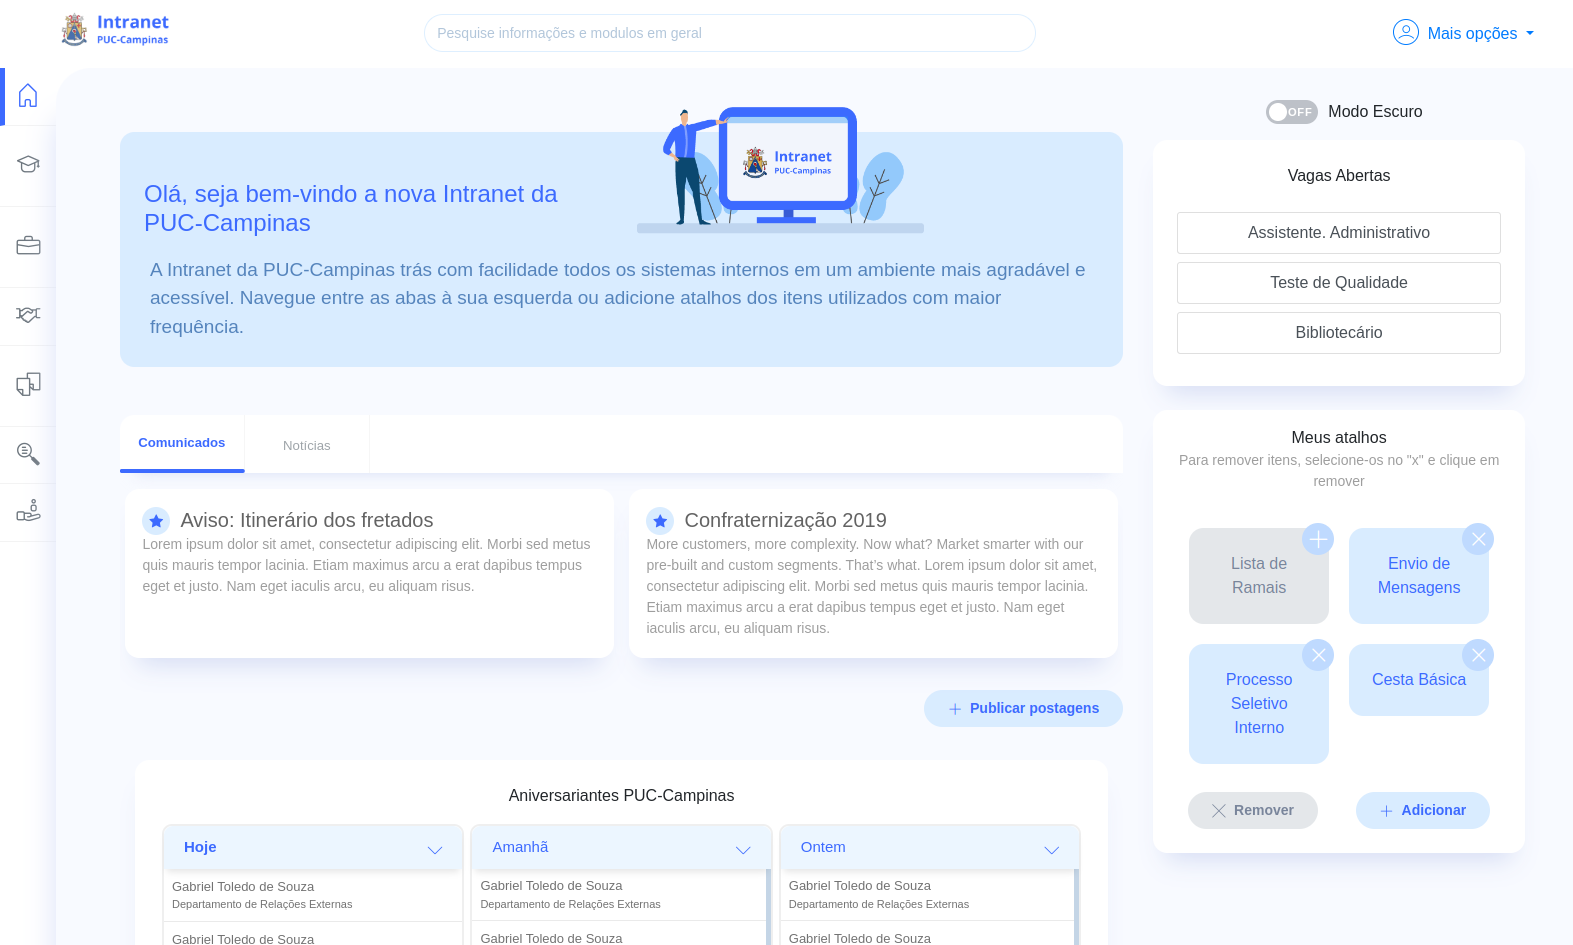 Intranet
PUC-Campinas
Pesquise informações e modulos em geral
Mais opções
OFF
Modo Escuro
Intranet
PUC-Campinas
Olá, seja bem-vindo a nova Intranet da
PUC-Campinas
A Intranet da PUC-Campinas trás com facilidade todos os sistemas internos em um ambiente mais agradável e
acessível. Navegue entre as abas à sua esquerda ou adicione atalhos dos itens utilizados com maior
frequência.
Vagas Abertas
Assistente. Administrativo
Teste de Qualidade
Bibliotecário
Comunicados
Notícias
Aviso: Itinerário dos fretados
Lorem ipsum dolor sit amet, consectetur adipiscing elit. Morbi sed metus
quis mauris tempor lacinia. Etiam maximus arcu a erat dapibus tempus
eget et justo. Nam eget iaculis arcu, eu aliquam risus.
Confraternização 2019
More customers, more complexity. Now what? Market smarter with our
pre-built and custom segments. That’s what. Lorem ipsum dolor sit amet,
consectetur adipiscing elit. Morbi sed metus quis mauris tempor lacinia.
Etiam maximus arcu a erat dapibus tempus eget et justo. Nam eget
iaculis arcu, eu aliquam risus.
Publicar postagens
Meus atalhos
Para remover itens, selecione-os no "x" e clique em
remover
Lista de
Ramais
Envio de
Mensagens
Processo
Seletivo
Interno
Cesta Básica
Remover
Adicionar
Aniversariantes PUC-Campinas
Hoje
Gabriel Toledo de Souza
Departamento de Relações Externas
Gabriel Toledo de Souza
Amanhã
Gabriel Toledo de Souza
Departamento de Relações Externas
Gabriel Toledo de Souza
Ontem
Gabriel Toledo de Souza
Departamento de Relações Externas
Gabriel Toledo de Souza